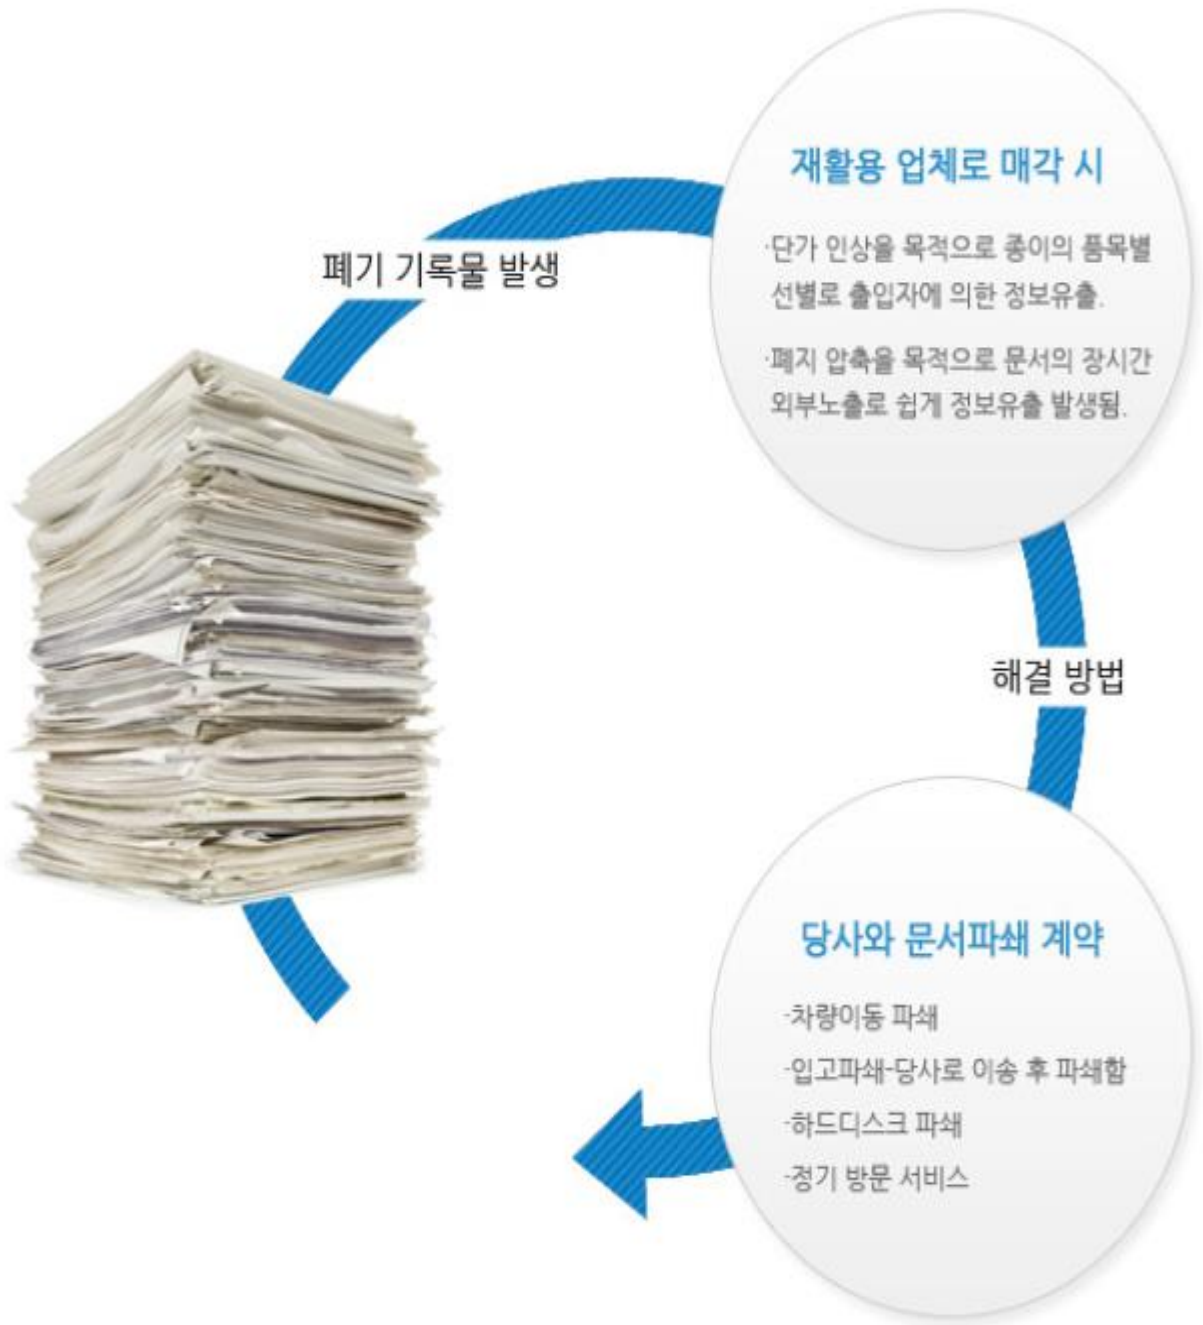 폐기 기록물 발생
재활용 업체로 매각 시
·단가 인상을 목적으로 종이의 품목별
선별로 출입자에 의한 정보유출.
·폐지 압축을 목적으로 문서의 장시간
외부노출로 쉽게 정보유출 발생됨.
해결 방법
당사와 문서파쇄 계약
-차량이동 파쇄
-입고파쇄-당사로 이송 후 파쇄함
-하드디스크 파쇄
-정기 방문 서비스